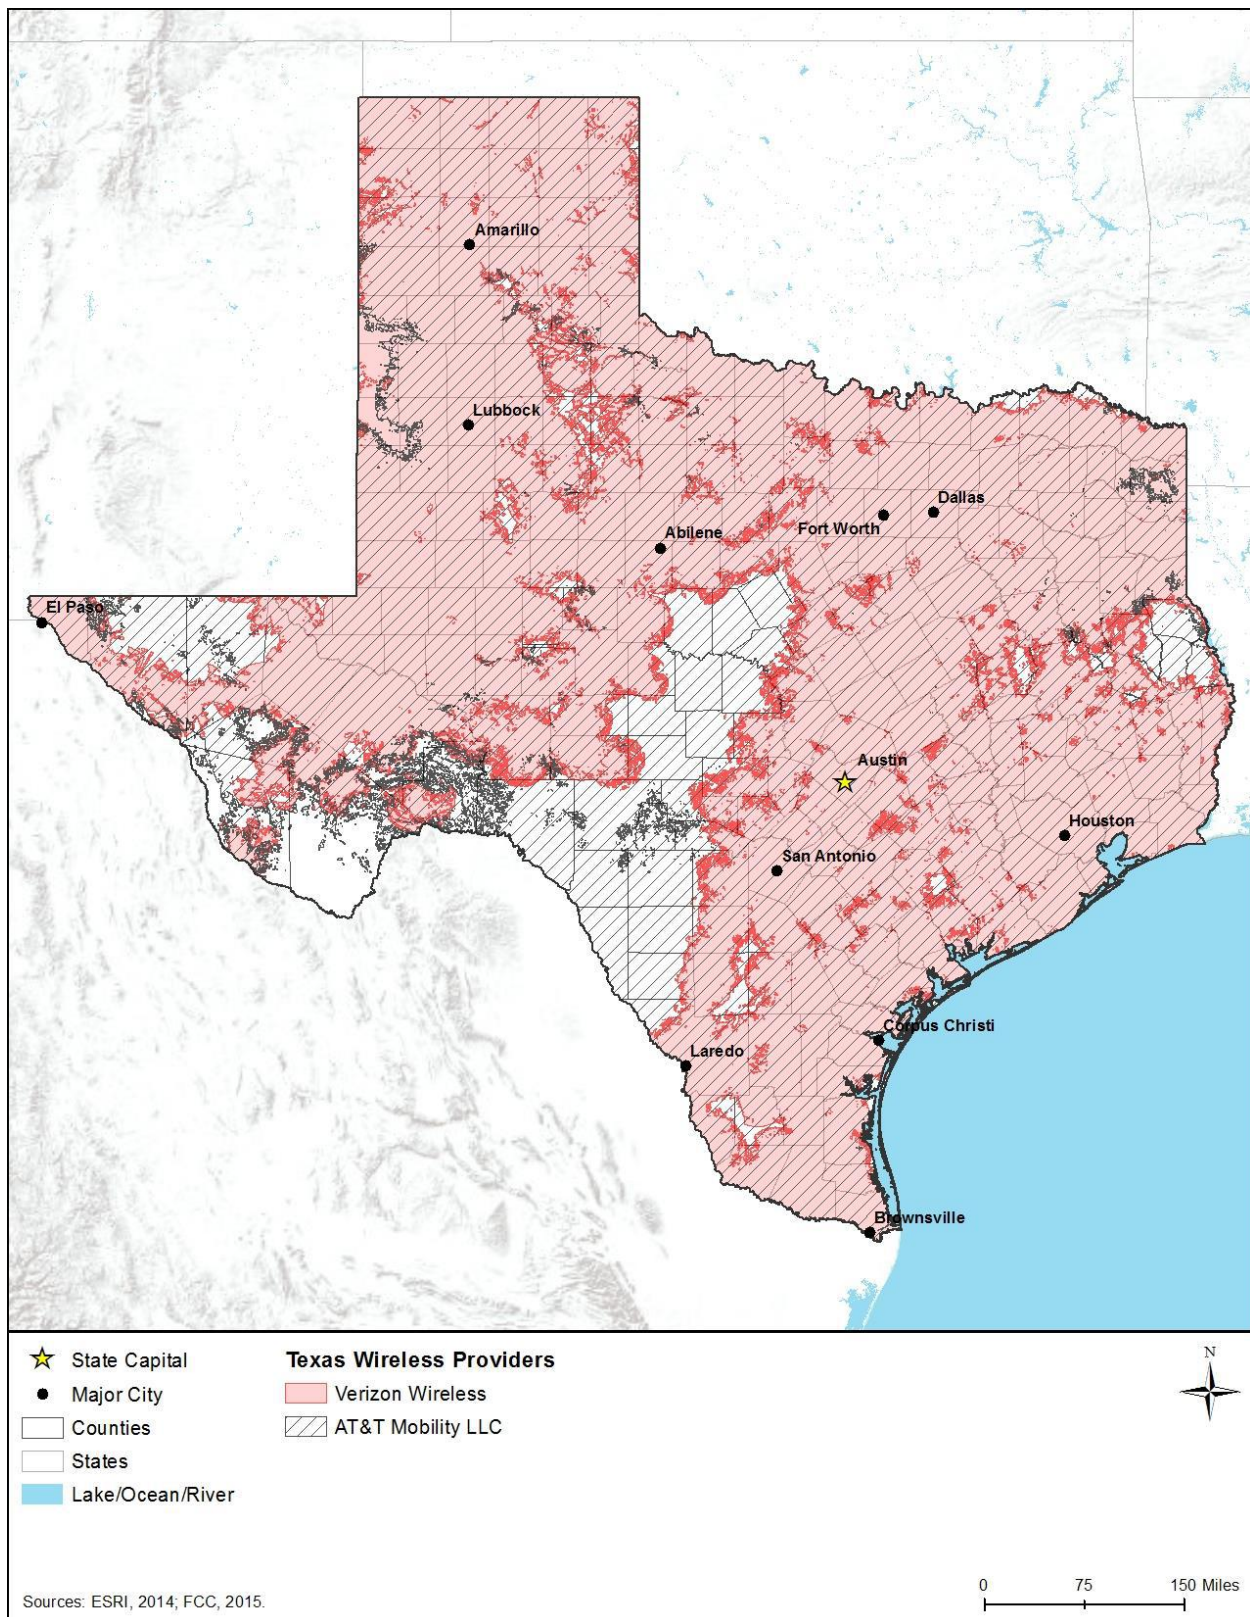 Amarillo
Lubbock
Dallas
Fort Worth
Abilene
El Paso
Austin
Houston
San Antonio
Corpus Christi
Laredo
Brownsville
State Capital
Major City
Counties
States
Lake/Ocean/River
Texas Wireless Providers
Verizon Wireless
AT&T Mobility LLC
N
Sources: ESRI, 2014; FCC, 2015.
0 75 150 Miles